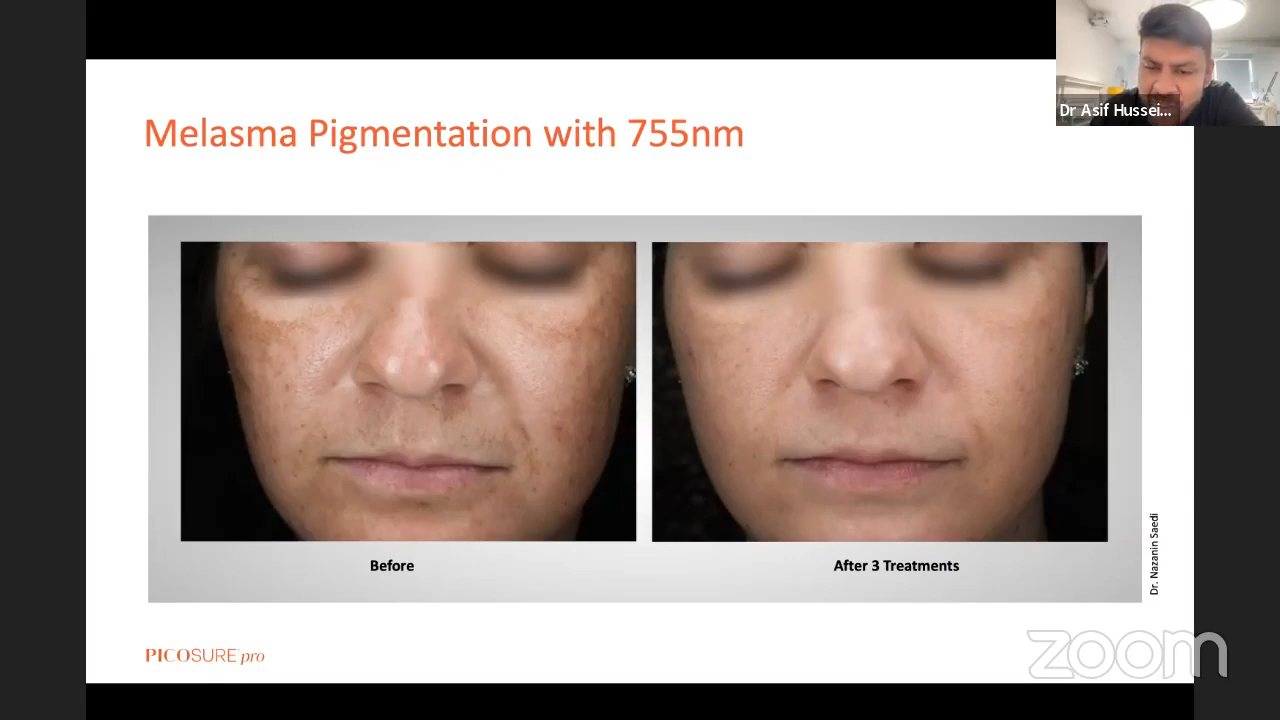 Dr Asif Hussei...
Melasma Pigmentation with 755nm
Before
After 3 Treatments
Dr. Nazanin Saedi
PICOSURE pro
zoom